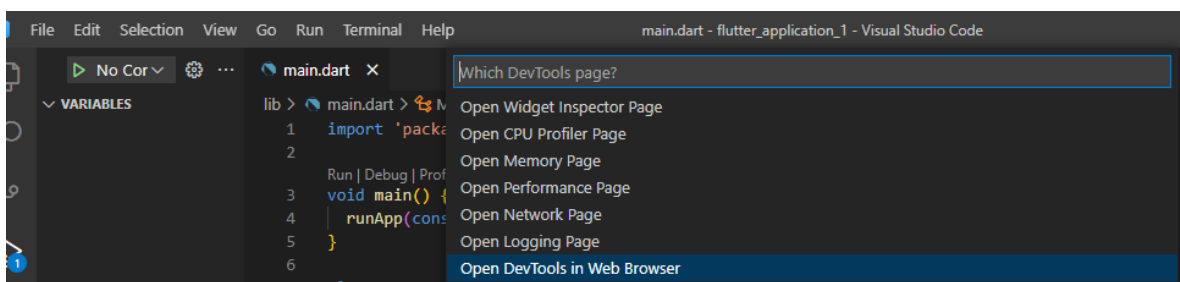 File Edit Selection View Go Run Terminal Help
main.dart - flutter_application_1 - Visual Studio Code
No Cor
main.dart
Which DevTools page?
VARIABLES
lib > main.dart >
Open Widget Inspector Page
1 import 'packa
Open CPU Profiler Page
2
Open Memory Page
Run | Debug | Prof
Open Performance Page
3 void main() {
4 runApp(cons
Open Network Page
5 }
Open Logging Page
6
Open DevTools in Web Browser
1